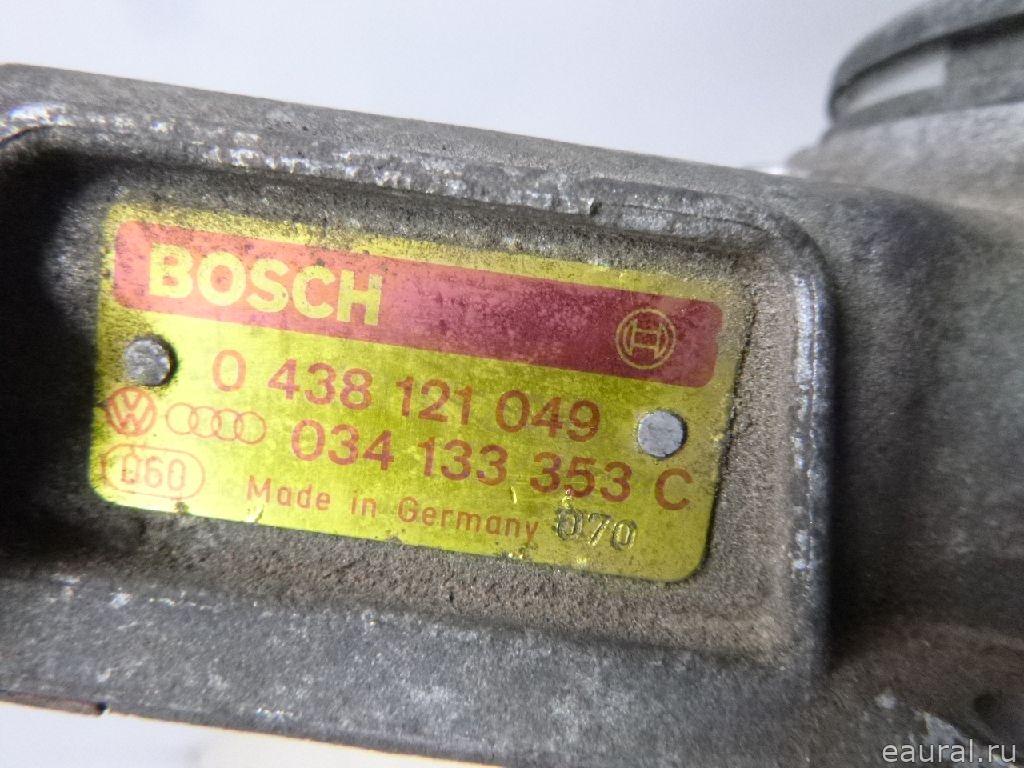 BOSCH
0 438 121 049
034 133 353 C
060
Made in Germany 070
eaural.ru